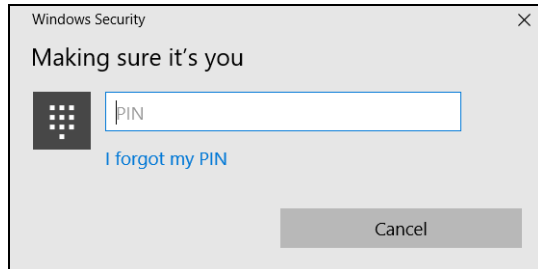 Windows Security
Making sure it's you
PIN
I forgot my PIN
Cancel